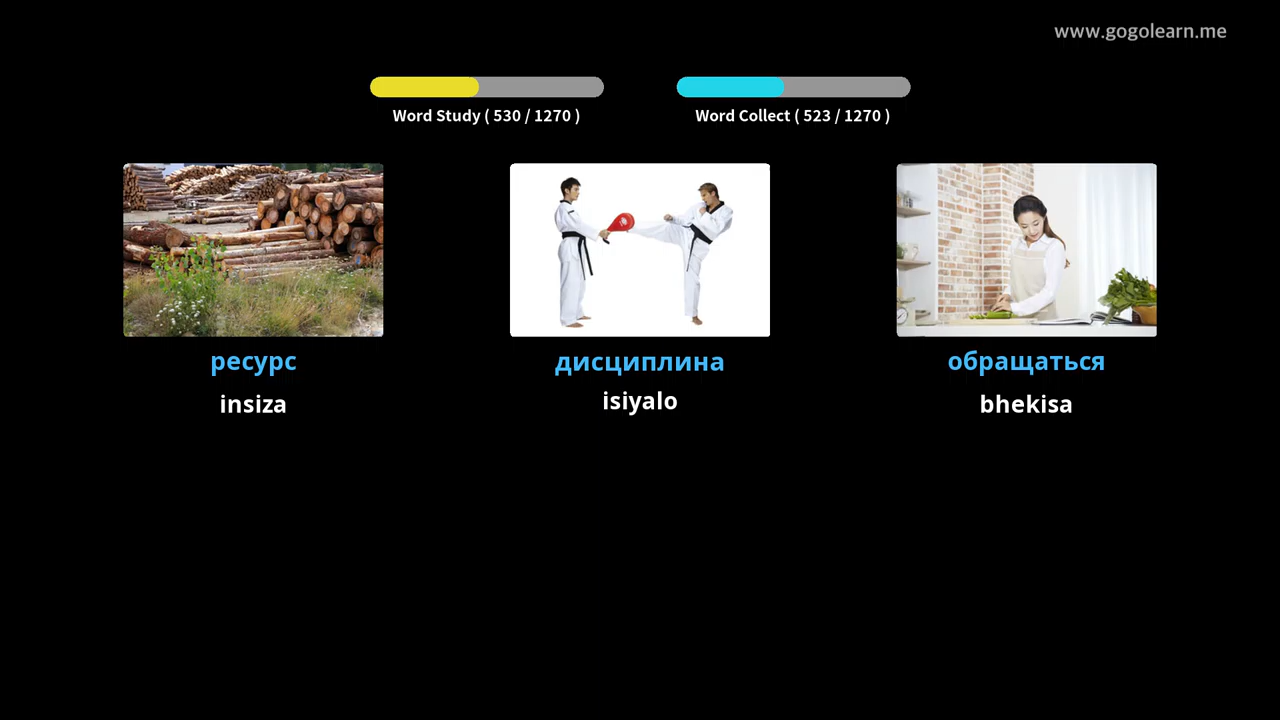 www.gogolearn.me
Word Study ( 530 / 1270 )
Word Collect ( 523 / 1270 )
ресурс
дисциплина
обращаться
insiza
isiyalo
bhekisa